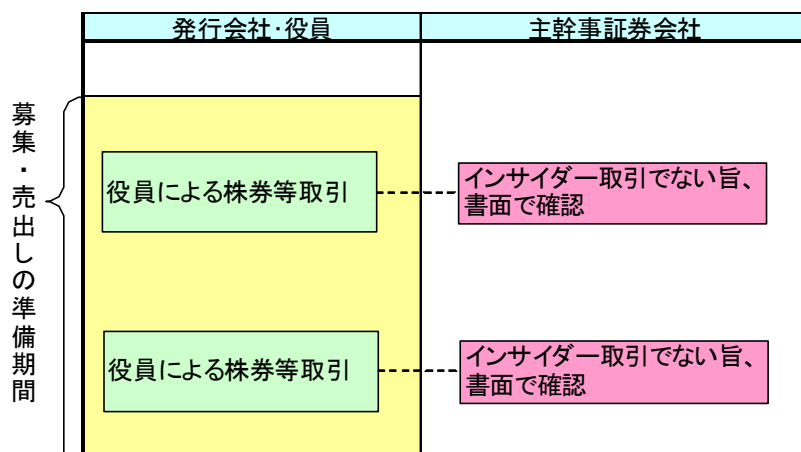 発行会社・役員
主幹事証券会社
募集・売出しの準備期間
役員による株券等取引
インサイダー取引でない旨、
書面で確認
役員による株券等取引
インサイダー取引でない旨、
書面で確認